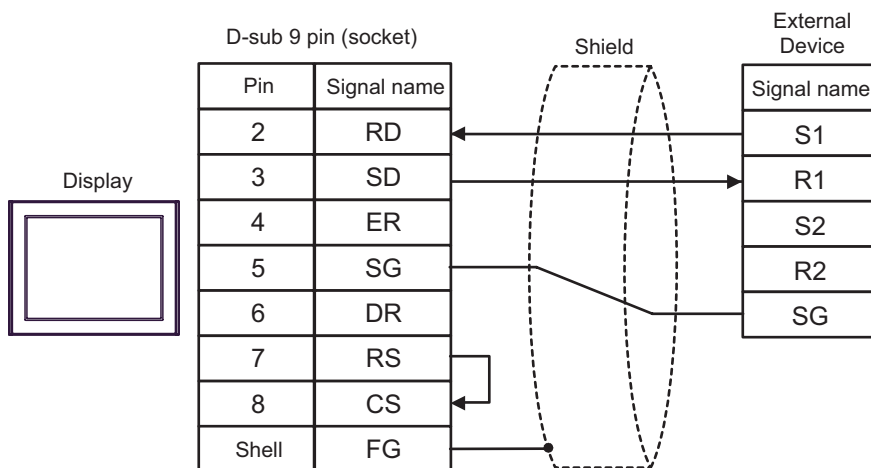 D-sub 9 pin (socket)
Shield
External
Device
Pin Signal name
Signal name
2 RD
S1
3 SD
R1
Display
4 ER
S2
5 SG
R2
6 DR
SG
7 RS
8 CS
Shell FG